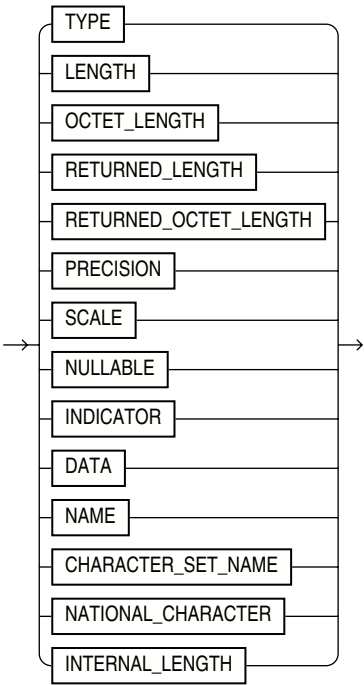 TYPE
LENGTH
OCTET_LENGTH
RETURNED_LENGTH
RETURNED_OCTET_LENGTH
PRECISION
SCALE
NULLABLE
INDICATOR
DATA
NAME
CHARACTER_SET_NAME
NATIONAL_CHARACTER
INTERNAL_LENGTH